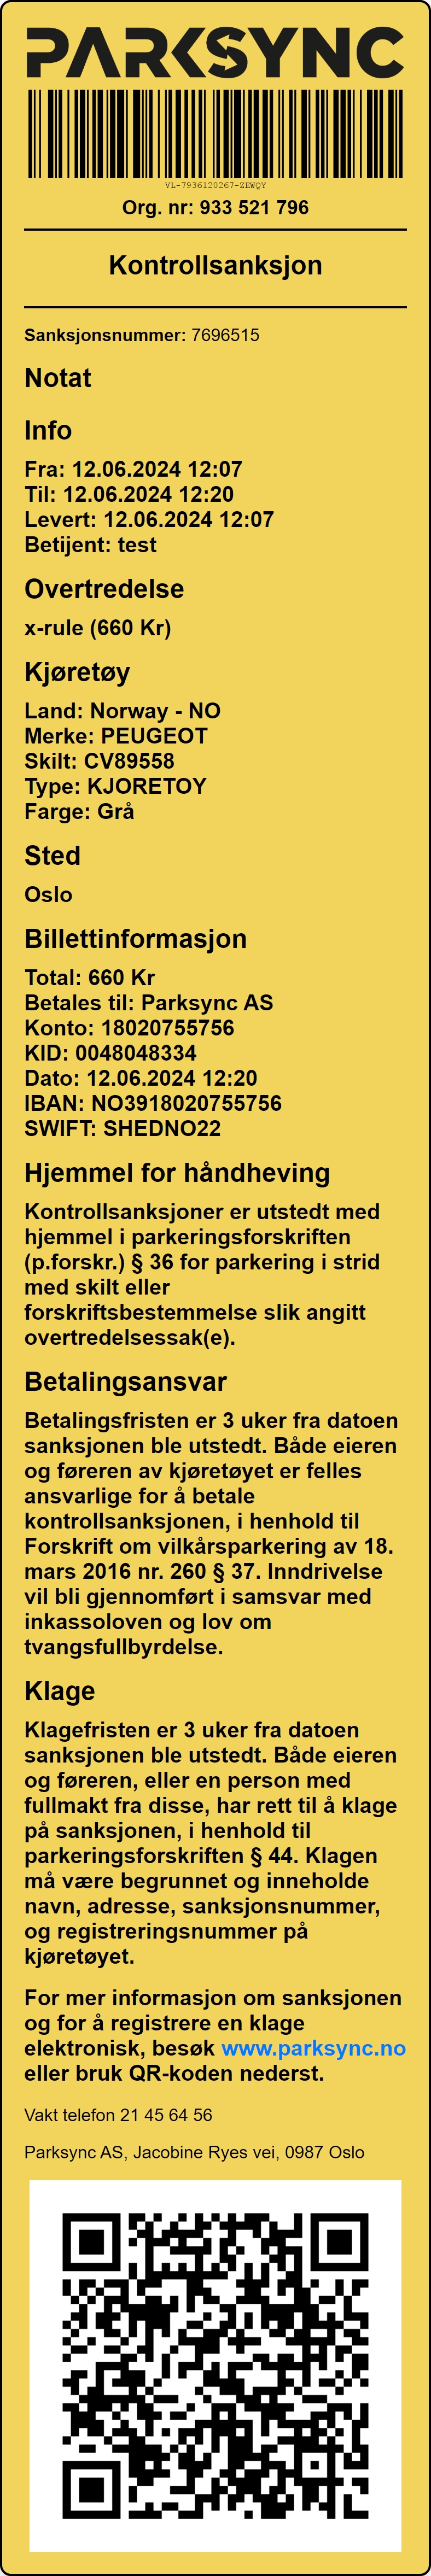 PARKSYNC
VL-7936120267-ZEWQY
Org. nr: 933 521 796
Kontrollsanksjon
Sanksjonsnummer: 7696515
Notat
Info
Fra: 12.06.2024 12:07
Til: 12.06.2024 12:20
Levert: 12.06.2024 12:07
Betijent: test
Overtredelse
x-rule (660 Kr)
Kjøretøy
Land: Norway - NO
Merke: PEUGEOT
Skilt: CV89558
Type: KJORETOY
Farge: Grå
Sted
Oslo
Billettinformasjon
Total: 660 Kr
Betales til: Parksync AS
Konto: 18020755756
KID: 0048048334
Dato: 12.06.2024 12:20
IBAN: NO3918020755756
SWIFT: SHEDNO22
Hjemmel for håndheving
Kontrollsanksjoner er utstedt med
hjemmel i parkeringsforskriften
(p.forskr.) § 36 for parkering i strid
med skilt eller
forskriftsbestemmelse slik angitt
overtredelsessak(e).
Betalingsansvar
Betalingsfristen er 3 uker fra datoen
sanksjonen ble utstedt. Både eieren
og føreren av kjøretøyet er felles
ansvarlige for å betale
kontrollsanksjonen, i henhold til
Forskrift om vilkårsparkering av 18.
mars 2016 nr. 260 § 37. Inndrivelse
vil bli gjennomført i samsvar med
inkassoloven og lov om
tvangsfullbyrdelse.
Klage
Klagefristen er 3 uker fra datoen
sanksjonen ble utstedt. Både eieren
og føreren, eller en person med
fullmakt fra disse, har rett til å klage
på sanksjonen, i henhold til
parkeringsforskriften § 44. Klagen
må være begrunnet og inneholde
navn, adresse, sanksjonsnummer,
og registreringsnummer på
kjøretøyet.
For mer informasjon om sanksjonen
og for å registrere en klage
elektronisk, besøk www.parksync.no
eller bruk QR-koden nederst.
Vakt telefon 21 45 64 56
Parksync AS, Jacobine Ryes vei, 0987 Oslo